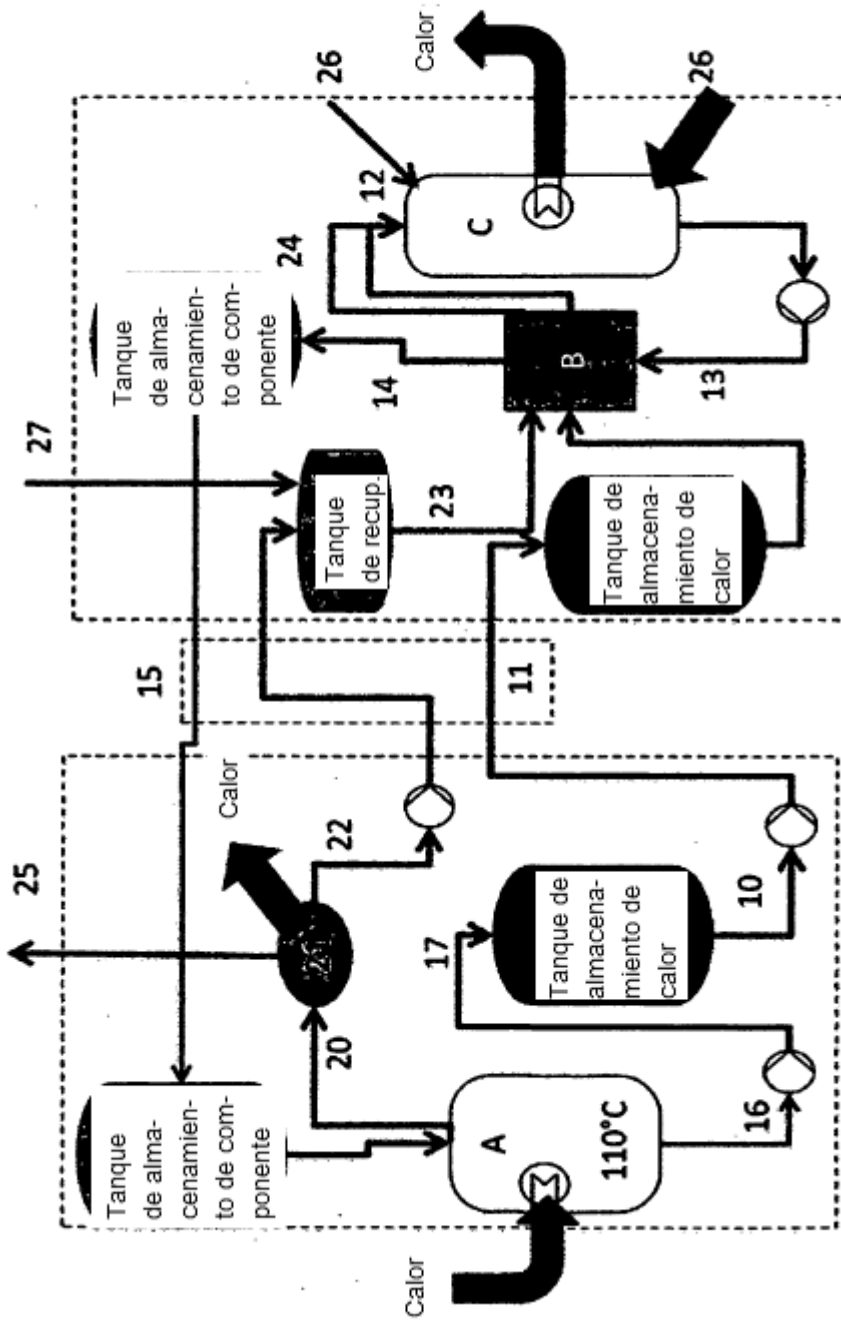 Calor
Tanque
de alma-
cenamien-
to de com-
ponente
A
110°C
20
25
16
17
Calor
22
Tanque de
almacena-
miento de
calor
10
15
11
27
Tanque
de recup.
23
Tanque de
almacena-
miento de
calor
Tanque
de alma-
cenamien-
to de com-
ponente
14
24
B
13
12
C
26
26
Calor